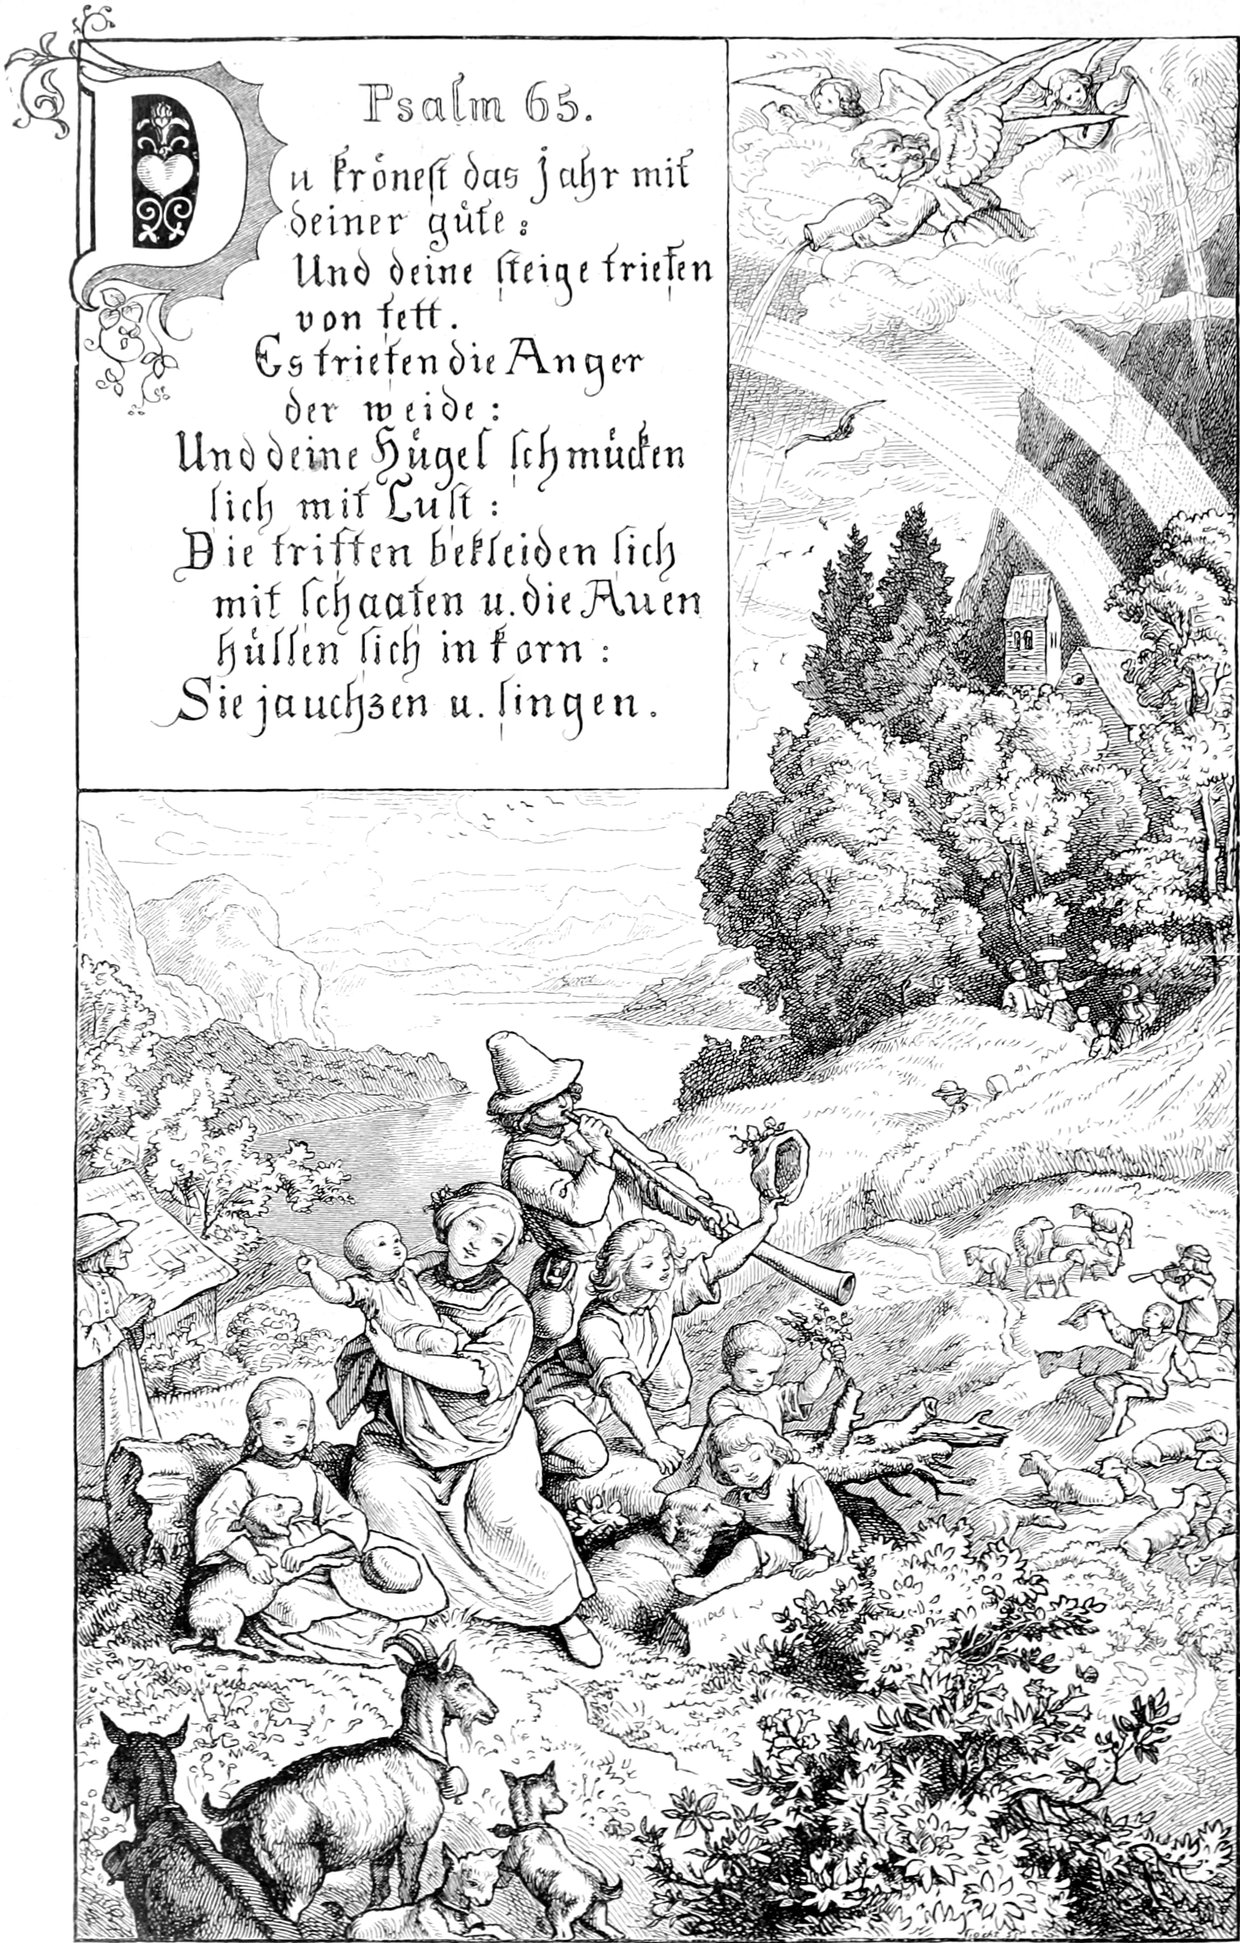 Psalm 65.
Du krönest das Jahr mit
deiner güte:
Und deine steige triefen
von fett.
Es triefen die Anger
der weide:
Und deine Hügel schmücken
sich mit Lust:
Die triften bekleiden sich
mit schaaten u. die Auen
hüllen sich in korn:
Sie jauchzen u. singen.